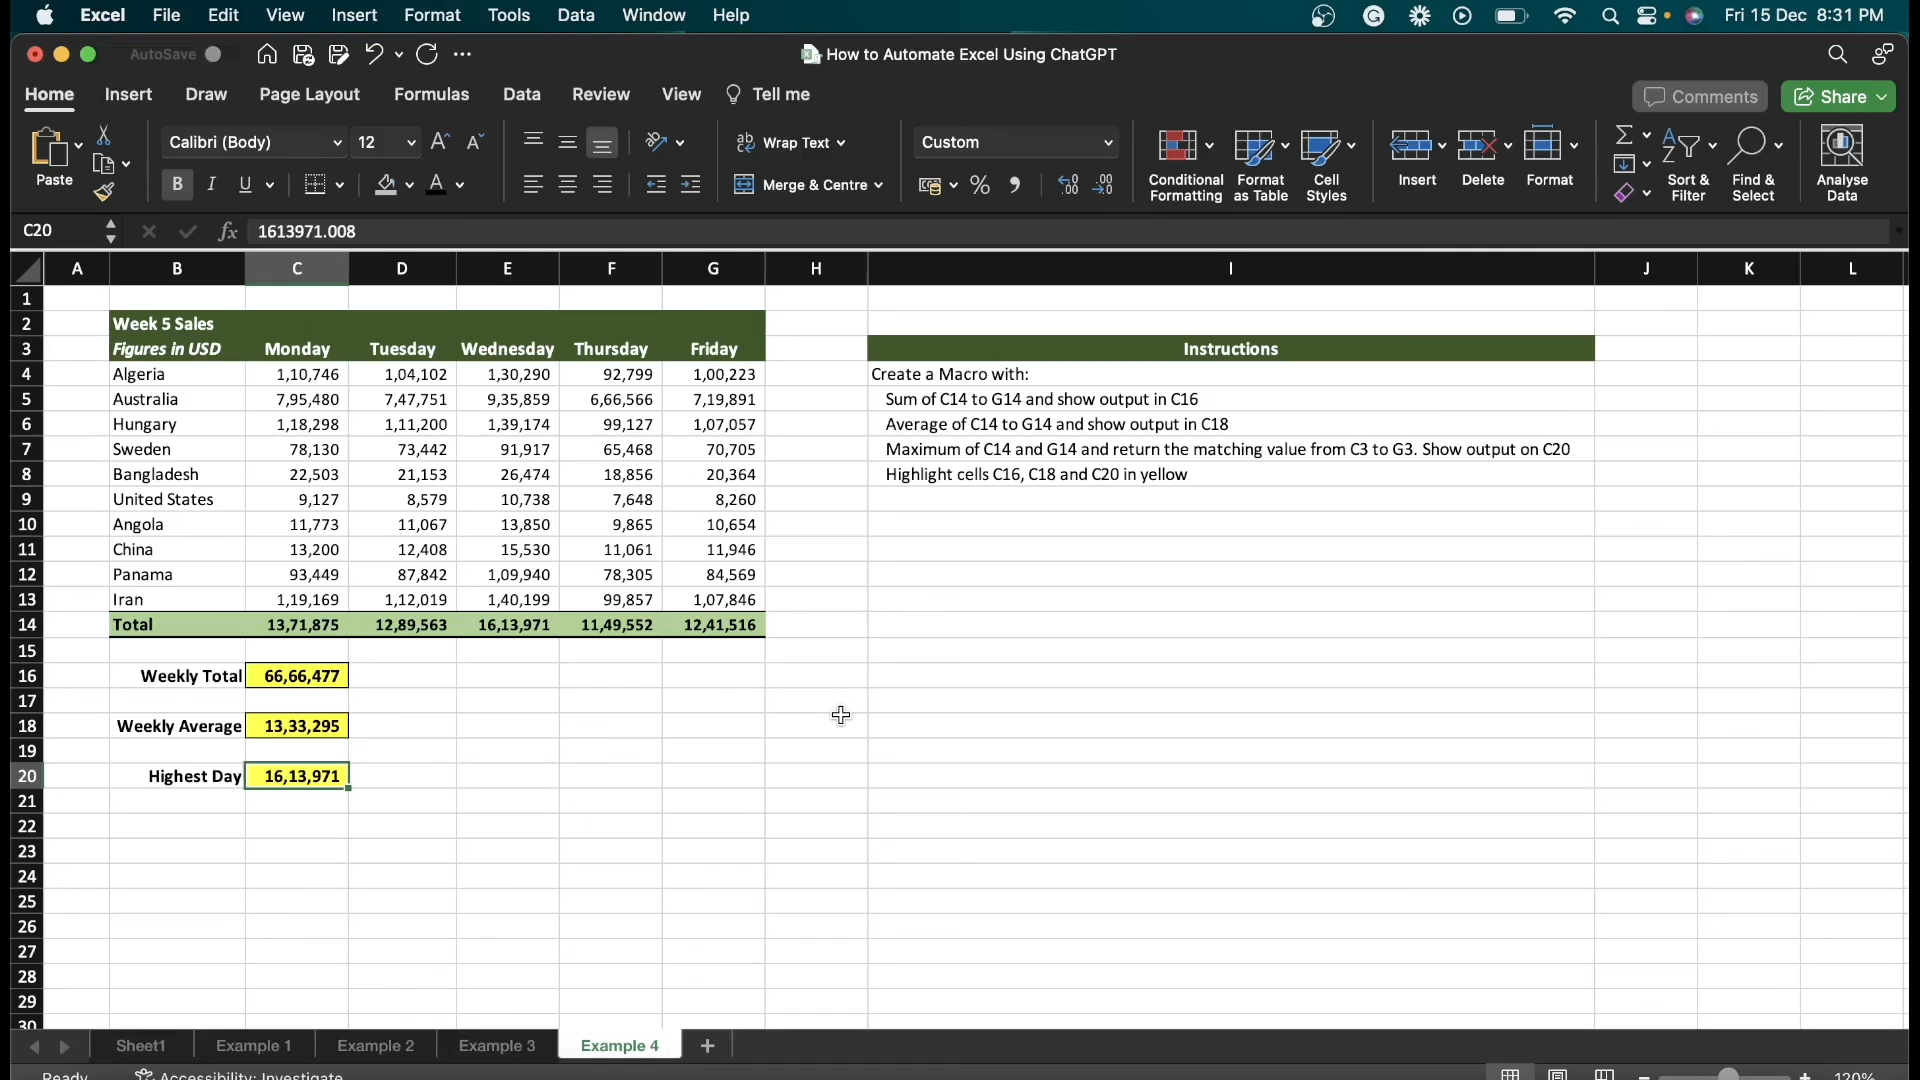 Excel File Edit View Insert Format Tools Data Window Help Fri 15 Dec 8:31 PM
AutoSave How to Automate Excel Using ChatGPT
Home Insert Draw Page Layout Formulas Data Review View Tell me Comments Share
Paste Calibri (Body) 12 Wrap Text Custom
B I U Merge & Centre
Conditional Formatting Format as Table Cell Styles Insert Delete Format Sort & Filter Find & Select Analyse Data
C20 fx 1613971.008
A B C D E F G H I J K L
1
2 Week 5 Sales
3 Figures in USD Monday Tuesday Wednesday Thursday Friday Instructions
4 Algeria 1,10,746 1,04,102 1,30,290 92,799 1,00,223 Create a Macro with:
5 Australia 7,95,480 7,47,751 9,35,859 6,66,566 7,19,891 Sum of C14 to G14 and show output in C16
6 Hungary 1,18,298 1,11,200 1,39,174 99,127 1,07,057 Average of C14 to G14 and show output in C18
7 Sweden 78,130 73,442 91,917 65,468 70,705 Maximum of C14 and G14 and return the matching value from C3 to G3. Show output on C20
8 Bangladesh 22,503 21,153 26,474 18,856 20,364 Highlight cells C16, C18 and C20 in yellow
9 United States 9,127 8,579 10,738 7,648 8,260
10 Angola 11,773 11,067 13,850 9,865 10,654
11 China 13,200 12,408 15,530 11,061 11,946
12 Panama 93,449 87,842 1,09,940 78,305 84,569
13 Iran 1,19,169 1,12,019 1,40,199 99,857 1,07,846
14 Total 13,71,875 12,89,563 16,13,971 11,49,552 12,41,516
15
16 Weekly Total 66,66,477
17
18 Weekly Average 13,33,295
19
20 Highest Day 16,13,971
21
22
23
24
25
26
27
28
29
30
Sheet1 Example 1 Example 2 Example 3 Example 4
Ready Accessibility: Investigate 120%